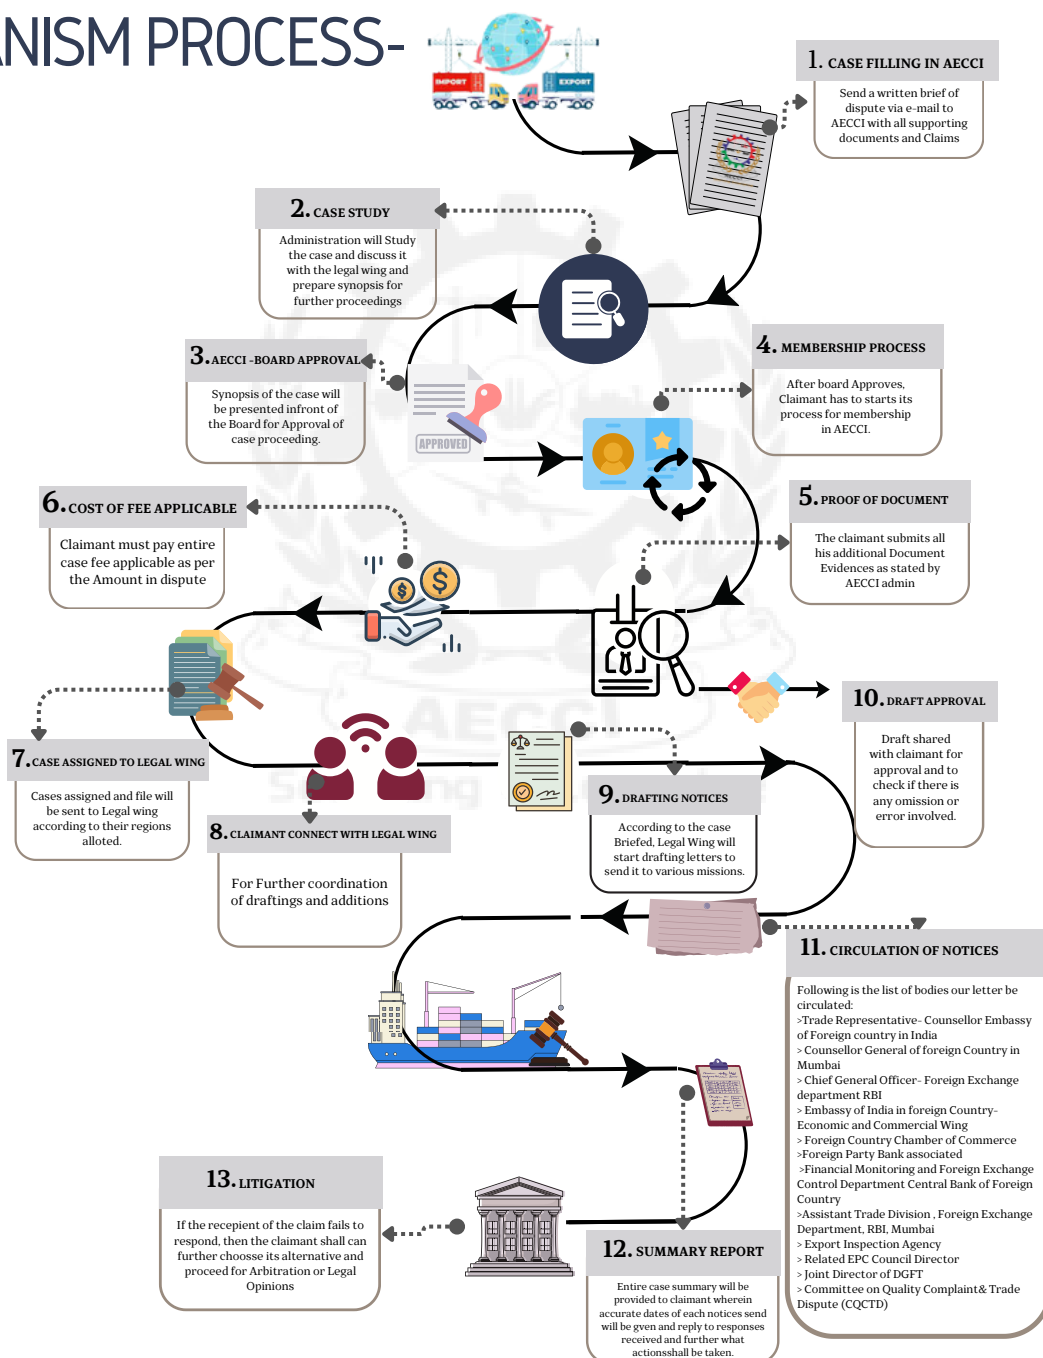 ANISM PROCESS-
IMPORT
EXPORT
1. CASE FILLING IN AECCI
Send a written brief of
dispute via e-mail to
AECCI with all supporting
documents and Claims
2. CASE STUDY
Administration will Study
the case and discuss it
with the legal wing and
prepare synopsis for
further proceedings
3. AECCI -BOARD APPROVAL
Synopsis of the case will
be presented infront of
the Board for Approval of
case proceeding.
APPROVED
4. MEMBERSHIP PROCESS
After board Approves,
Claimant has to starts its
process for membership
in AECCI.
5. PROOF OF DOCUMENT
The claimant submits all
his additional Document
Evidences as stated by
AECCI admin
6. COST OF FEE APPLICABLE
Claimant must pay entire
case fee applicable as per
the Amount in dispute
7. CASE ASSIGNED TO LEGAL WING
Cases assigned and file will
be sent to Legal wing
according to their regions
alloted.
8. CLAIMANT CONNECT WITH LEGAL WING
For Further coordination
of draftings and additions
9. DRAFTING NOTICES
According to the case
Briefed, Legal Wing will
start drafting letters to
send it to various missions.
10. DRAFT APPROVAL
Draft shared
with claimant for
approval and to
check if there is
any omission or
error involved.
AECCI
11. CIRCULATION OF NOTICES
Following is the list of bodies our letter be
circulated:
>Trade Representative- Counsellor Embassy
of Foreign country in India
> Counsellor General of foreign Country in
Mumbai
> Chief General Officer- Foreign Exchange
department RBI
> Embassy of India in foreign Country-
Economic and Commercial Wing
> Foreign Country Chamber of Commerce
>Foreign Party Bank associated
>Financial Monitoring and Foreign Exchange
Control Department Central Bank of Foreign
Country
>Assistant Trade Division , Foreign Exchange
Department, RBI, Mumbai
> Export Inspection Agency
> Related EPC Council Director
> Joint Director of DGFT
> Committee on Quality Complaint& Trade
Dispute (CQCTD)
12. SUMMARY REPORT
Entire case summary will be
provided to claimant wherein
accurate dates of each notices send
will be gven and reply to responses
received and further what
actionsshall be taken.
13. LITIGATION
If the recepient of the claim fails to
respond, then the claimant shall can
further choosse its alternative and
proceed for Arbitration or Legal
Opinions